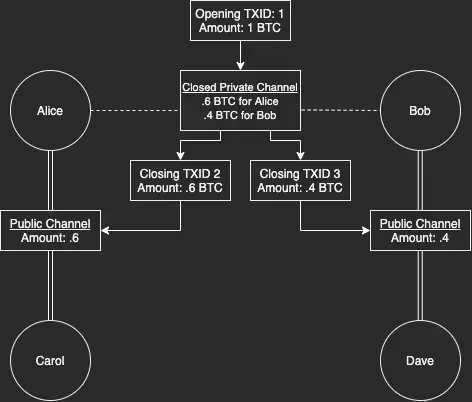 Opening TXID: 1
Amount: 1 BTC
Closed Private Channel
.6 BTC for Alice
.4 BTC for Bob
Alice
Bob
Closing TXID 2
Amount: .6 BTC
Closing TXID 3
Amount: .4 BTC
Public Channel
Amount: .6
Public Channel
Amount: .4
Carol
Dave